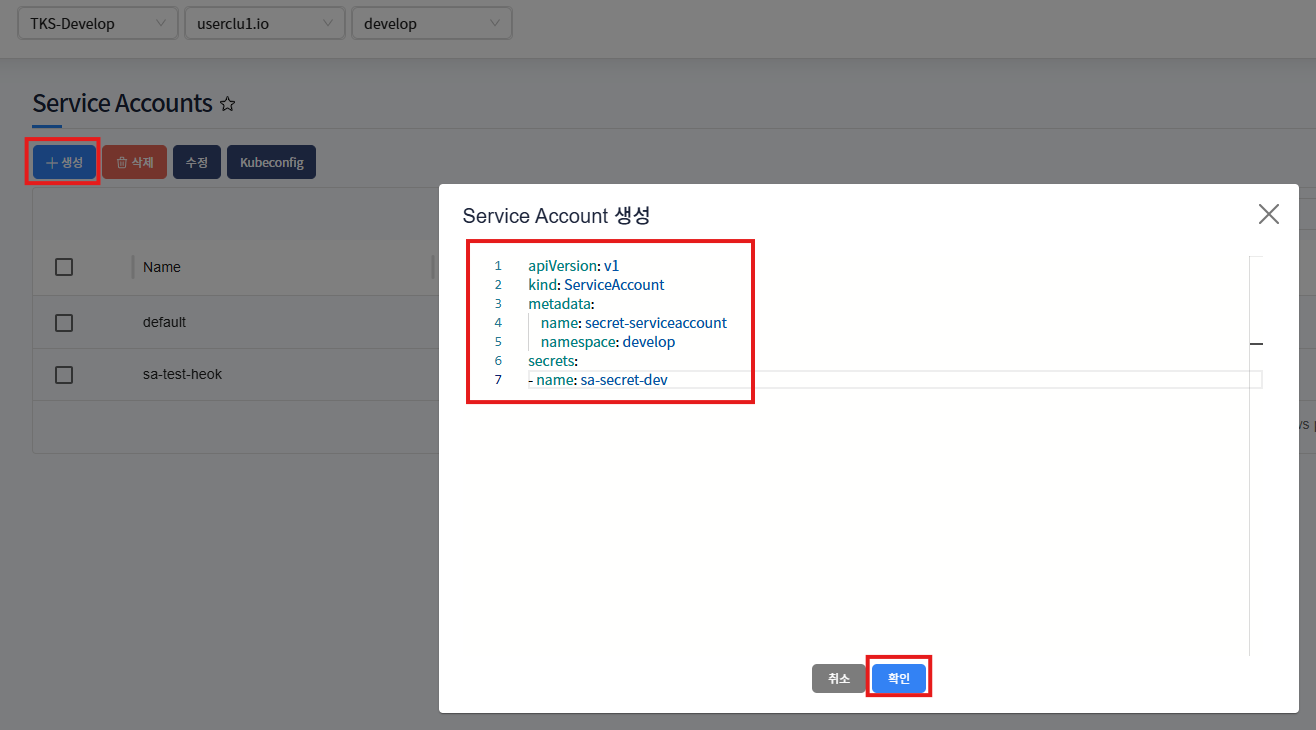 TKS-Develop userclu1.io develop
Service Accounts
생성 삭제 수정 Kubeconfig
Service Account 생성
Name
default
sa-test-heok
1 apiVersion: v1
2 kind: ServiceAccount
3 metadata:
4 name: secret-serviceaccount
5 namespace: develop
6 secrets:
7 - name: sa-secret-dev
취소 확인